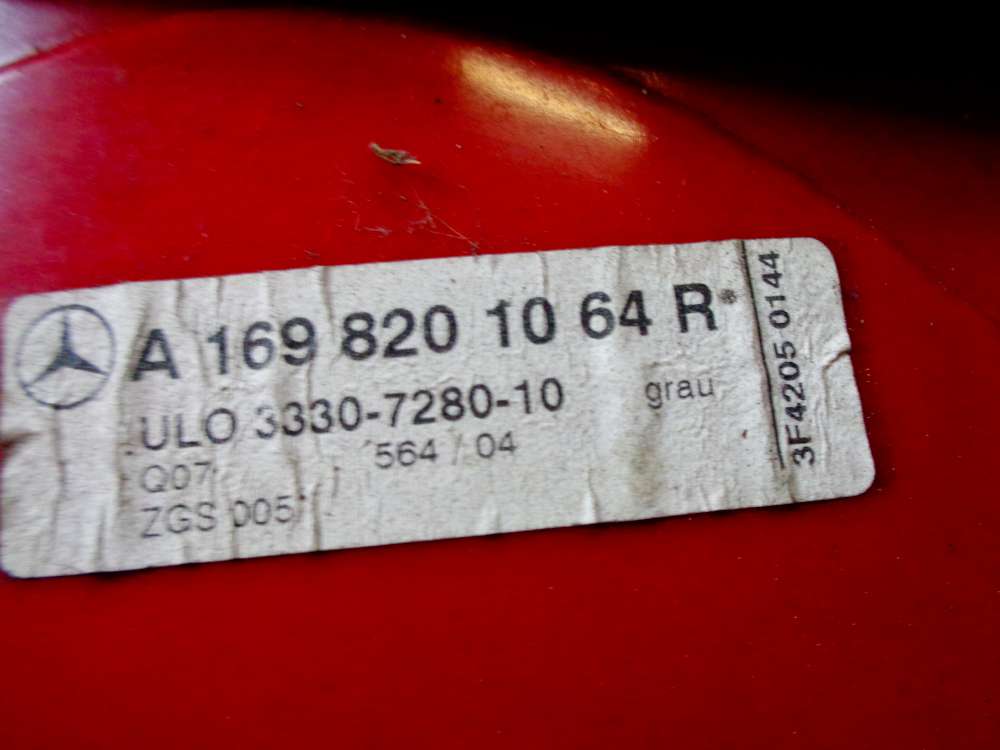 A 169 820 10 64 R
ULO 3330-7280-10 grau
Q07 564 / 04
ZGS 005
3F4205 0144